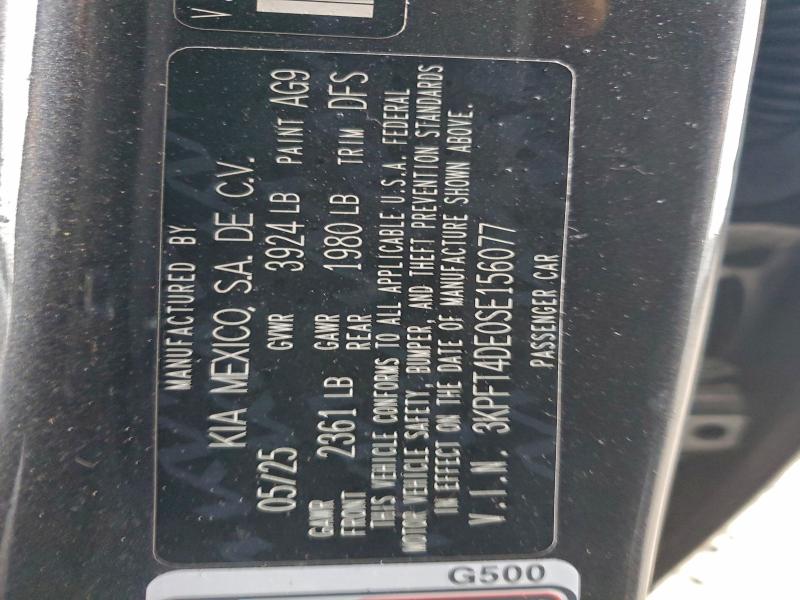 MANUFACTURED BY
KIA MEXICO, S.A. DE C.V.
05/25 GVWR 3924 LB PAINT AG9
GAWR FRONT 2361 LB GAWR REAR 1980 LB TRIM DFS
THIS VEHICLE CONFORMS TO ALL APPLICABLE U.S.A. FEDERAL
MOTOR VEHICLE SAFETY, BUMPER, AND THEFT PREVENTION STANDARDS
IN EFFECT ON THE DATE OF MANUFACTURE SHOWN ABOVE.
V.I.N. 3KPFT4DE0SE156077
PASSENGER CAR
G500